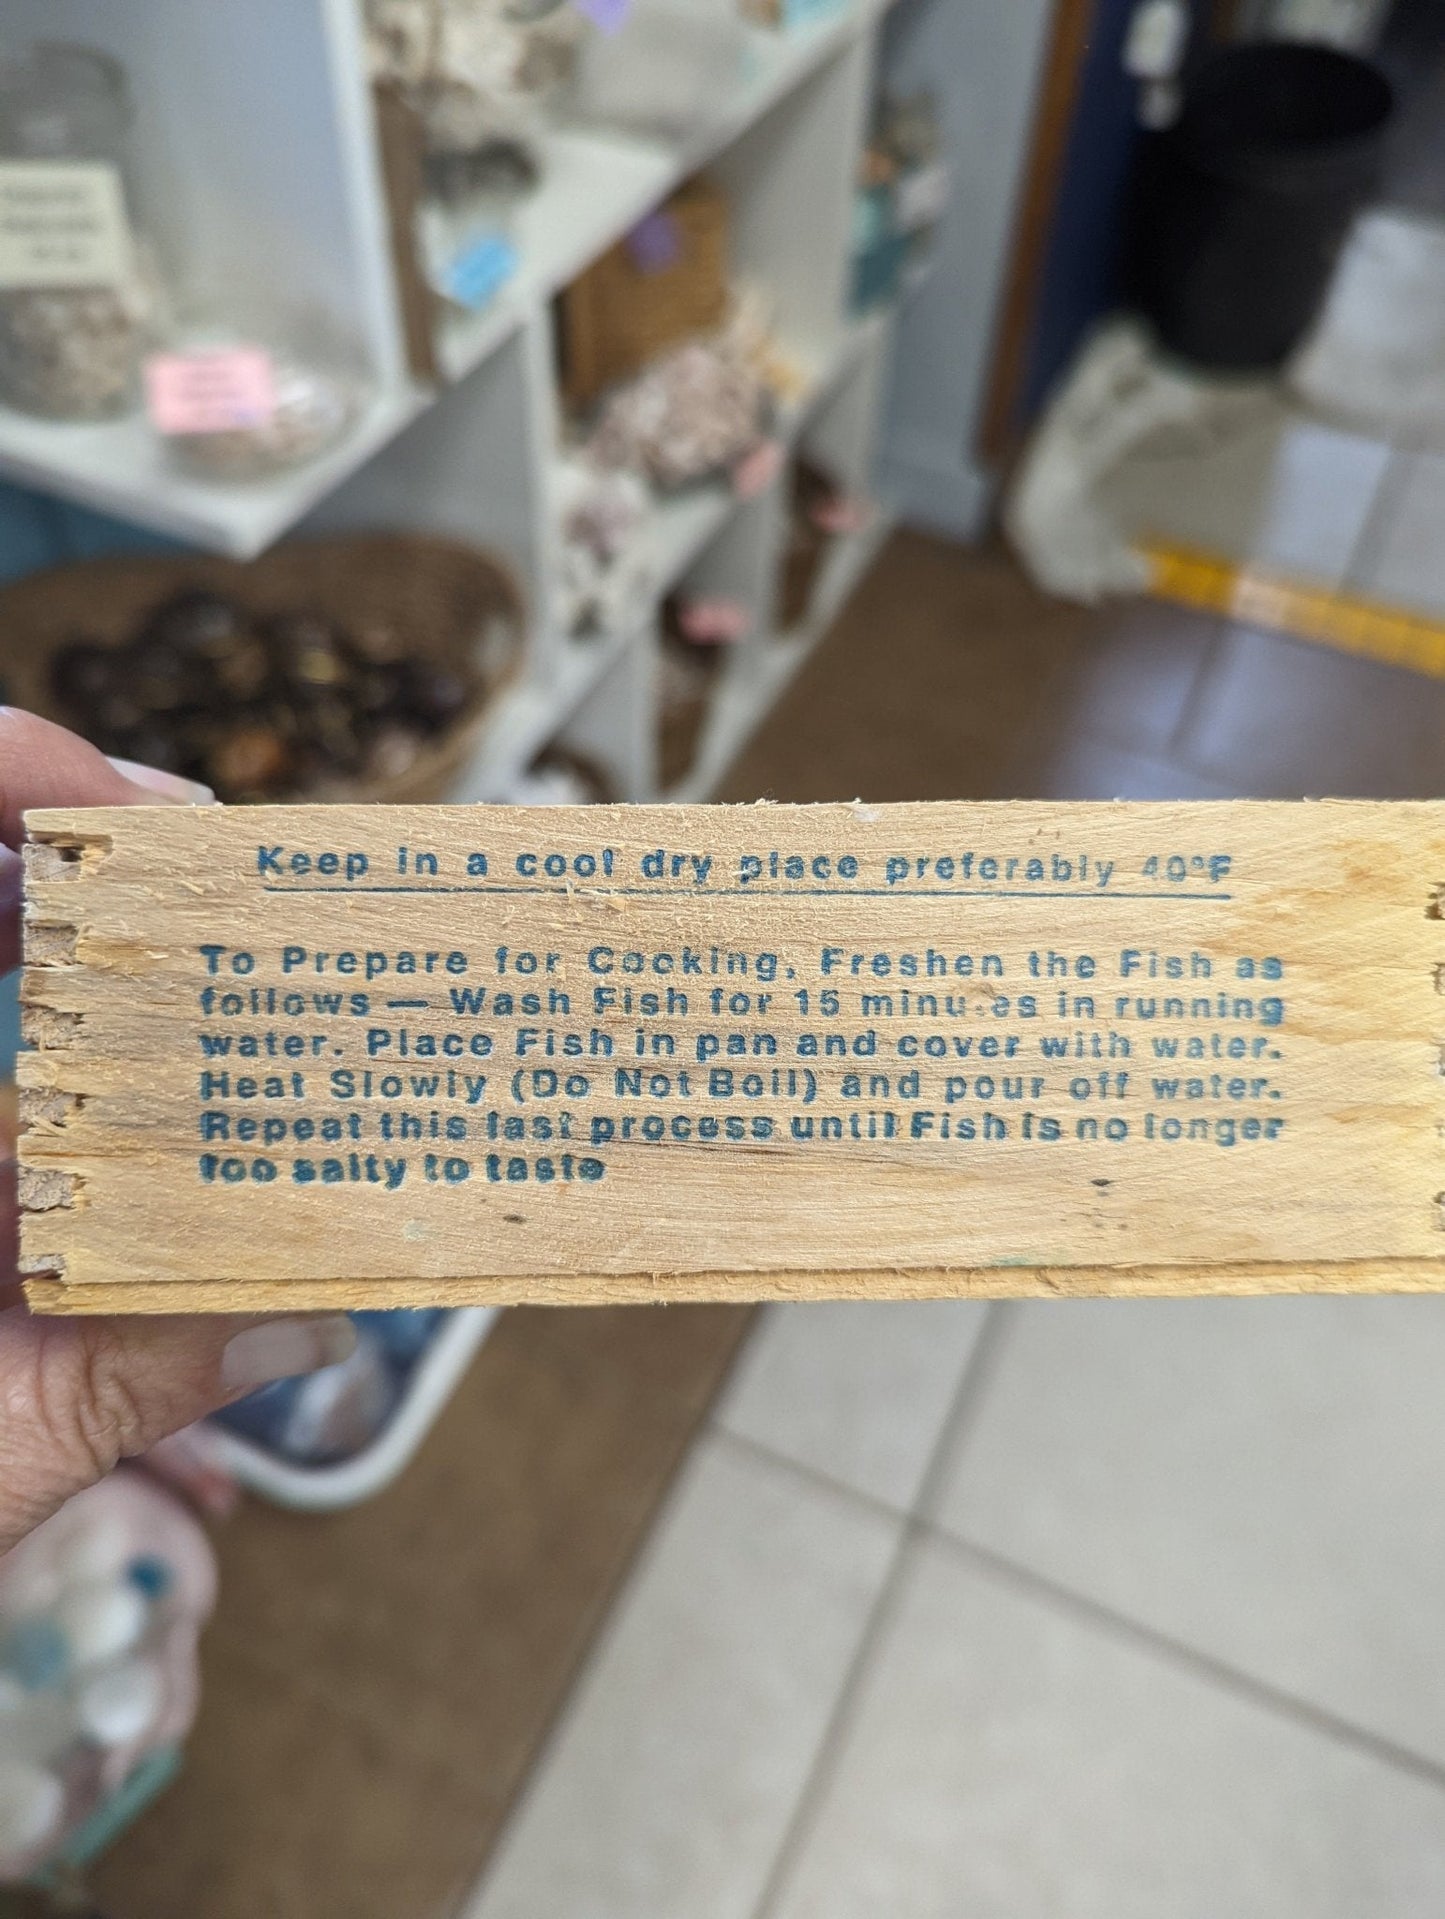 Keep in a cool dry place preferably 40°F
To Prepare for Cooking, Freshen the Fish as
follows — Wash Fish for 15 minutes in running
water. Place Fish in pan and cover with water.
Heat Slowly (Do Not Boil) and pour off water.
Repeat this last process until Fish is no longer
too salty to taste